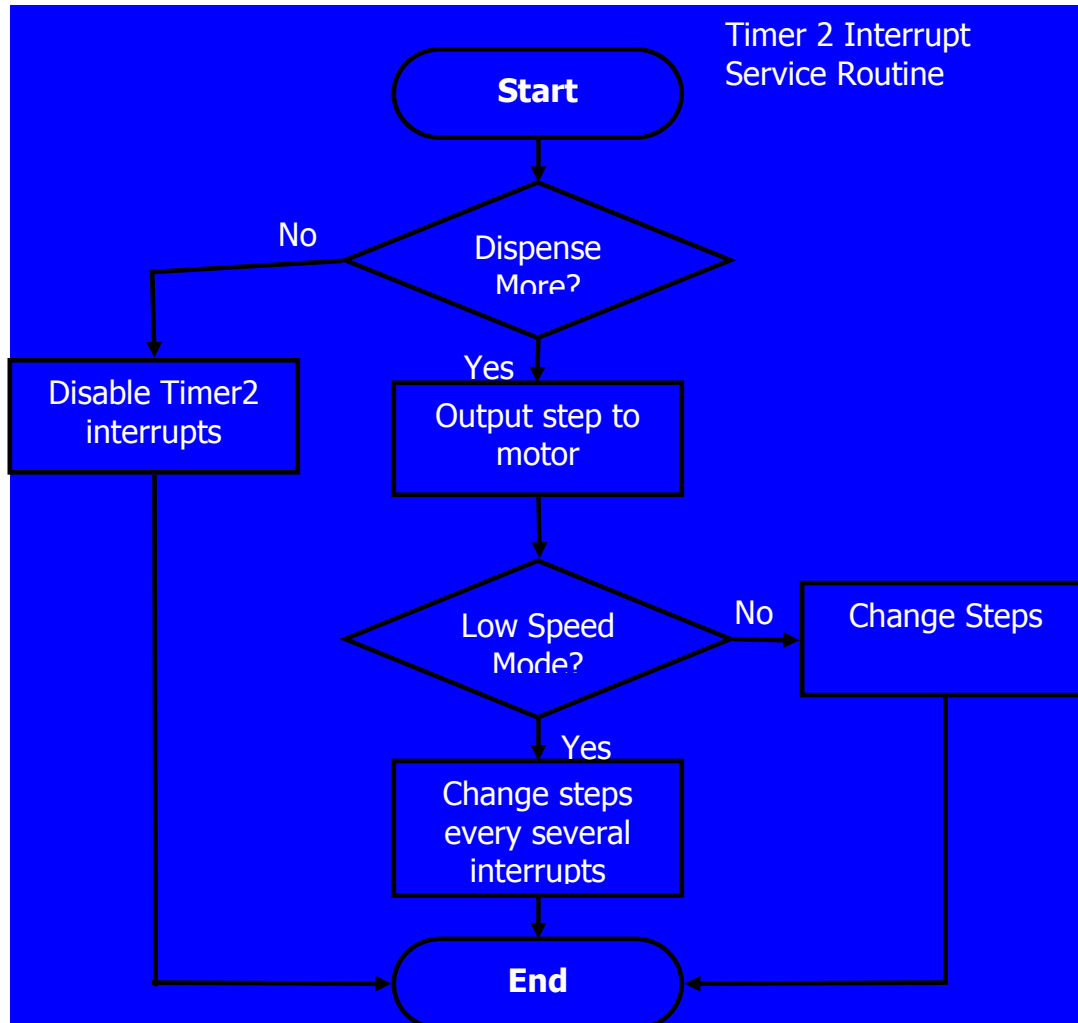 Timer 2 Interrupt
Service Routine
Start
No
Dispense
More?
Yes
Disable Timer2
interrupts
Output step to
motor
Low Speed
Mode?
No
Change Steps
Yes
Change steps
every several
interrupts
End